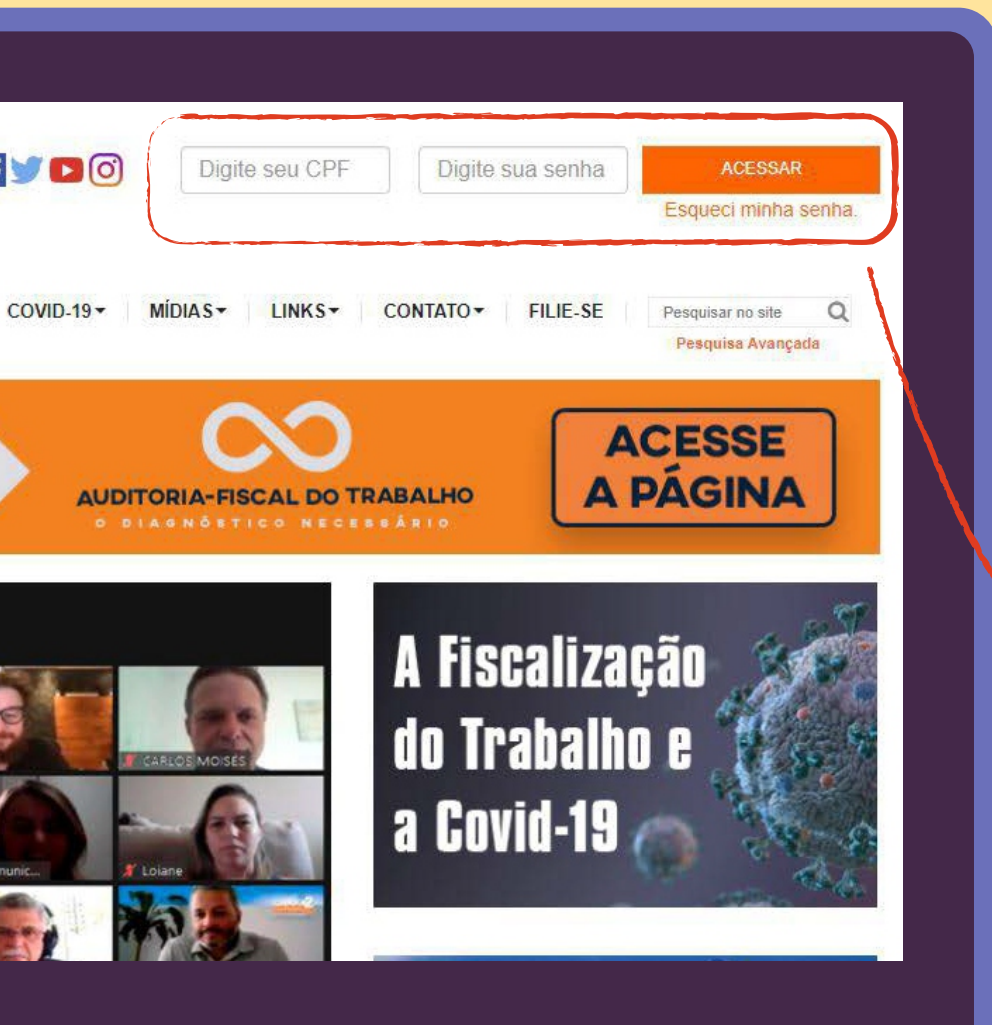 Digite seu CPF
Digite sua senha
ACESSAR
Esqueci minha senha.
COVID-19
MÍDIAS
LINKS
CONTATO
FILIE-SE
Pesquisar no site
Pesquisa Avançada
AUDITORIA-FISCAL DO TRABALHO
O DIAGNÓSTICO NECESSÁRIO
ACESSE
A PÁGINA
CARLOS MOISES
Loiane
A Fiscalização
do Trabalho e
a Covid-19